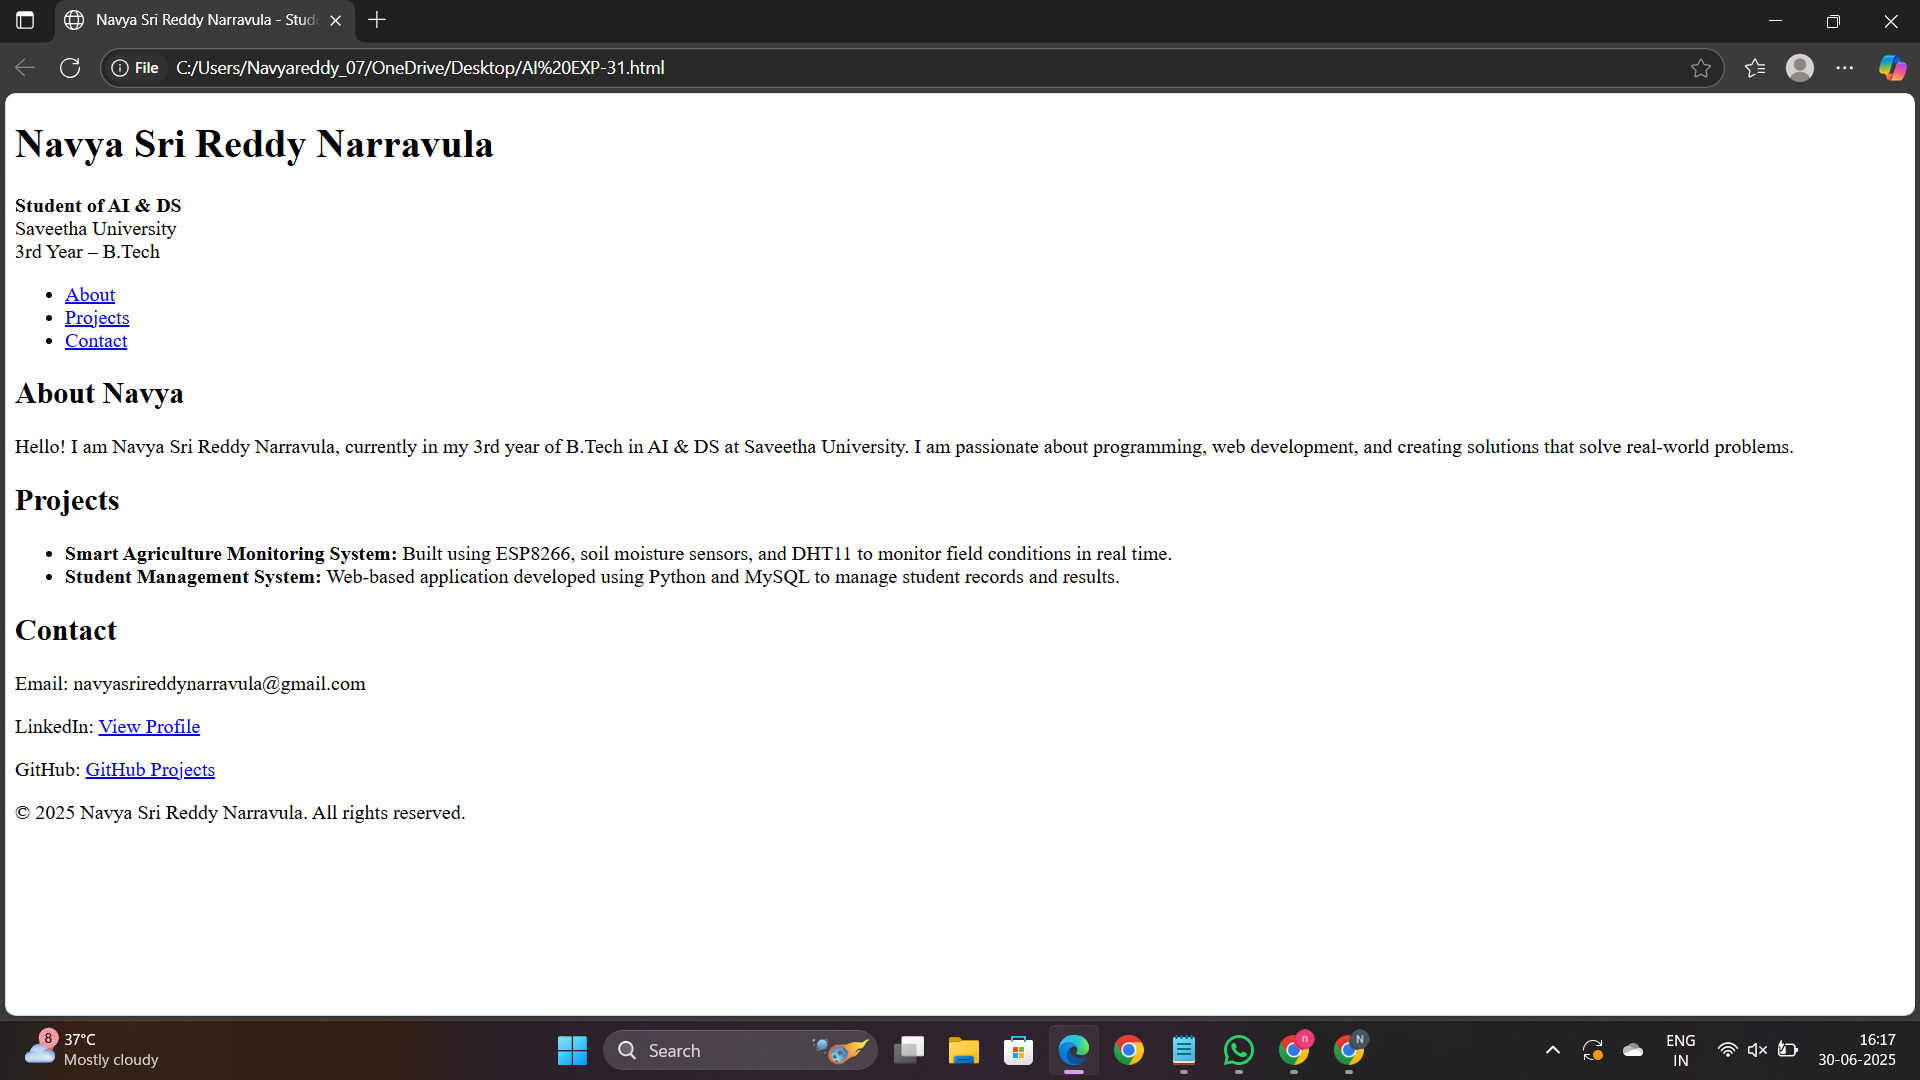 Navya Sri Reddy Narravula - Stud
File C:/Users/Navyareddy_07/OneDrive/Desktop/AI%20EXP-31.html
Navya Sri Reddy Narravula
Student of AI & DS
Saveetha University
3rd Year – B.Tech
• About
• Projects
• Contact
About Navya
Hello! I am Navya Sri Reddy Narravula, currently in my 3rd year of B.Tech in AI & DS at Saveetha University. I am passionate about programming, web development, and creating solutions that solve real-world problems.
Projects
• Smart Agriculture Monitoring System: Built using ESP8266, soil moisture sensors, and DHT11 to monitor field conditions in real time.
• Student Management System: Web-based application developed using Python and MySQL to manage student records and results.
Contact
Email: navyasrireddynarravula@gmail.com
LinkedIn: View Profile
GitHub: GitHub Projects
© 2025 Navya Sri Reddy Narravula. All rights reserved.
8
37°C
Mostly cloudy
Search
n
N
ENG
IN
16:17
30-06-2025